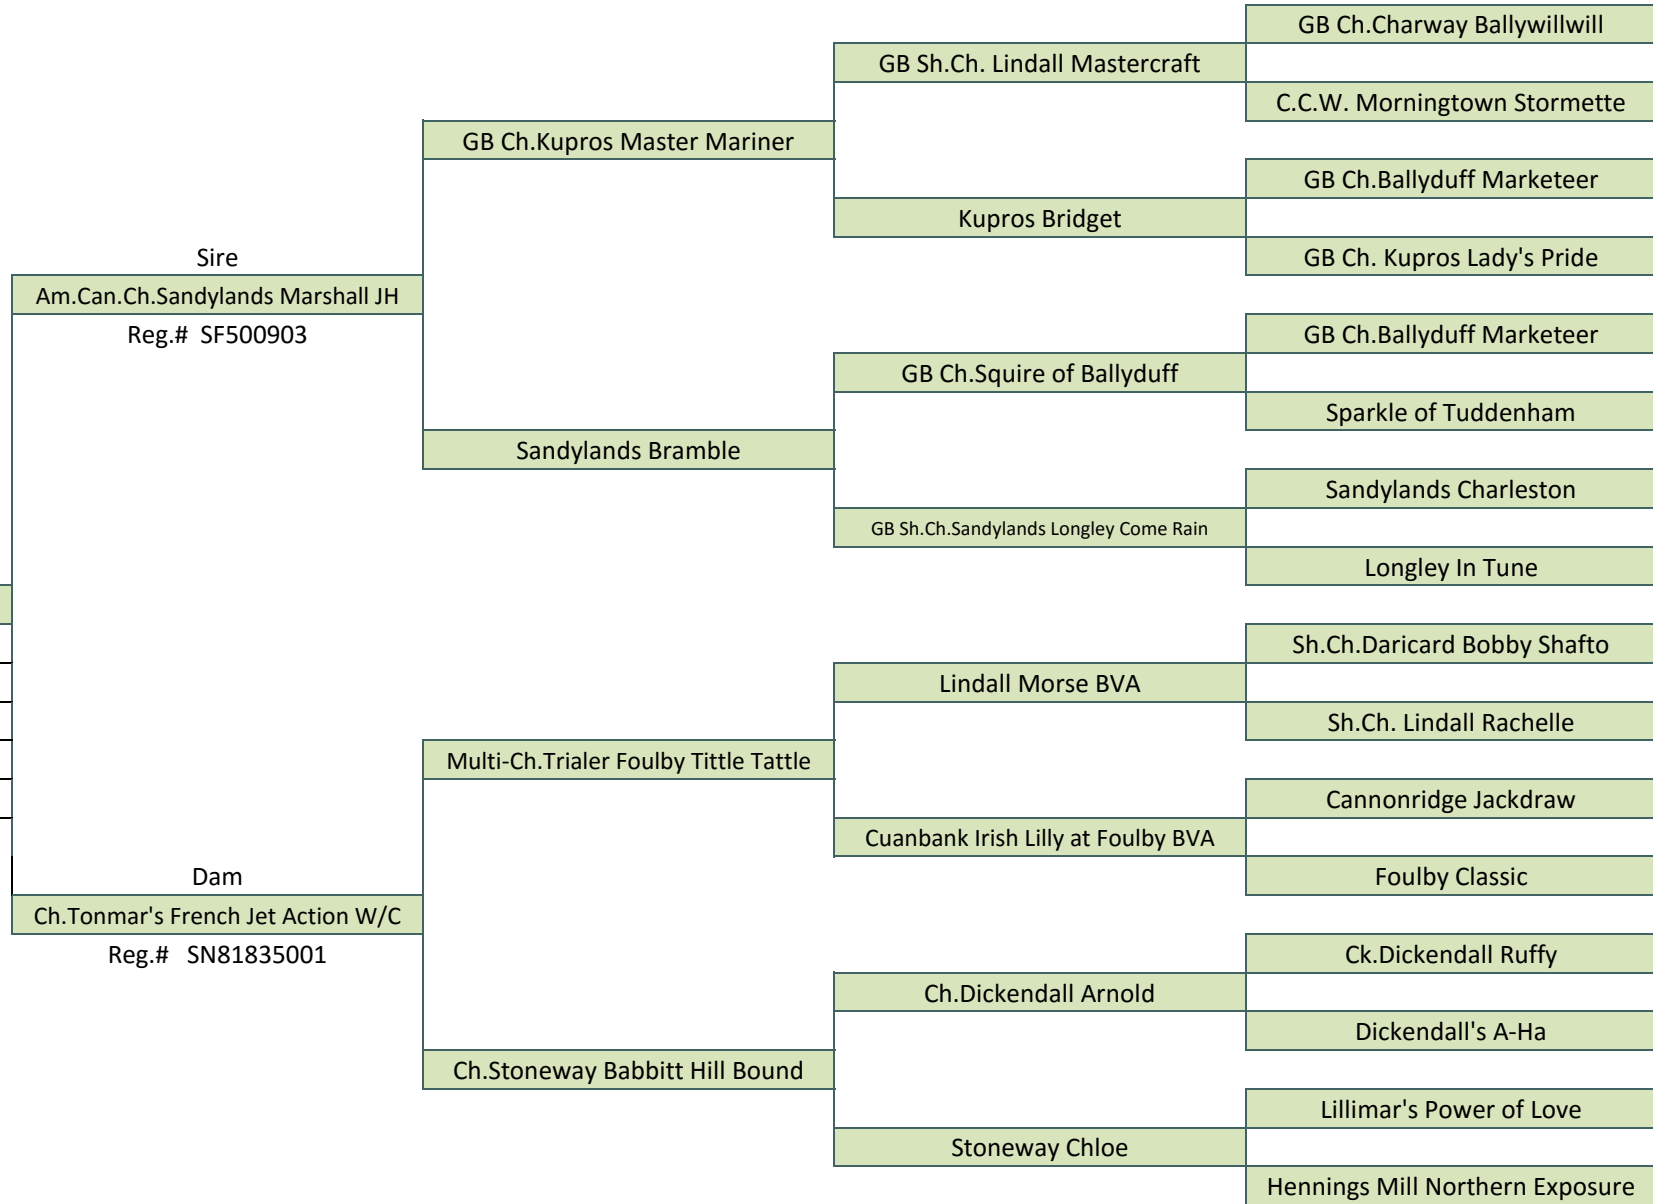 GB Ch.Charway Ballywillwill
GB Sh.Ch. Lindall Mastercraft
C.C.W. Morningtown Stormette
GB Ch.Kupros Master Mariner
GB Ch.Ballyduff Marketeer
Kupros Bridget
GB Ch. Kupros Lady's Pride
Sire
Am.Can.Ch.Sandylands Marshall JH
Reg.# SF500903
GB Ch.Ballyduff Marketeer
GB Ch.Squire of Ballyduff
Sparkle of Tuddenham
Sandylands Bramble
Sandylands Charleston
GB Sh.Ch.Sandylands Longley Come Rain
Longley In Tune
Sh.Ch.Daricard Bobby Shafto
Lindall Morse BVA
Sh.Ch. Lindall Rachelle
Multi-Ch.Trialer Foulby Tittle Tattle
Cannonridge Jackdraw
Cuanbank Irish Lilly at Foulby BVA
Foulby Classic
Dam
Ch.Tonmar's French Jet Action W/C
Reg.# SN81835001
Ck.Dickendall Ruffy
Ch.Dickendall Arnold
Dickendall's A-Ha
Ch.Stoneway Babbitt Hill Bound
Lillimar's Power of Love
Stoneway Chloe
Hennings Mill Northern Exposure